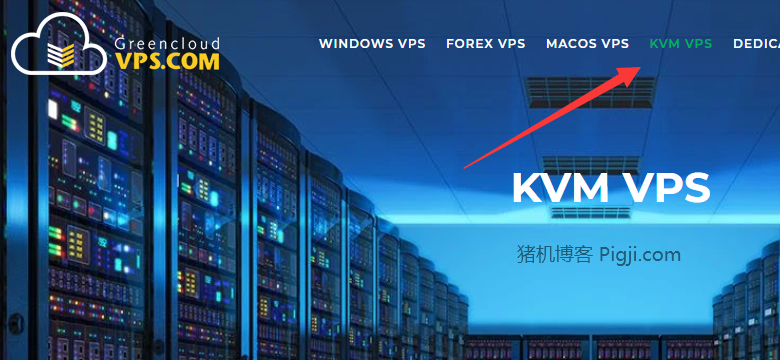 Greencloud
VPS.COM
WINDOWS VPS FOREX VPS MACOS VPS KVM VPS DEDICA
KVM VPS
猪机博客 Pigji.com